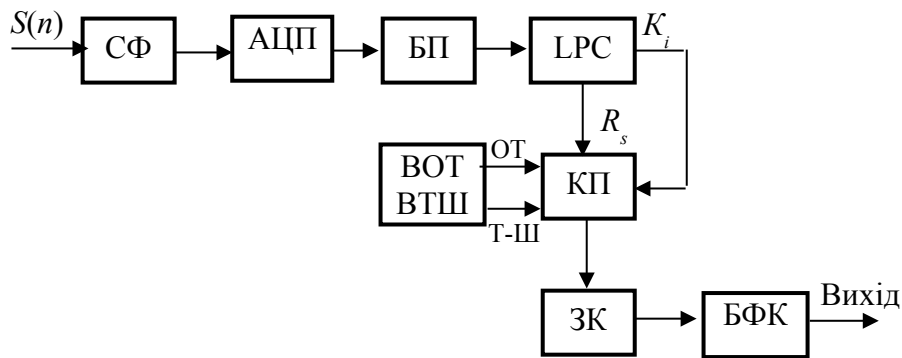 S(n)
СФ
АЦП
БП
LPC
K_i
R_s
ВОТ
ВТШ
ОТ
Т-Ш
КП
ЗК
БФК
Вихід